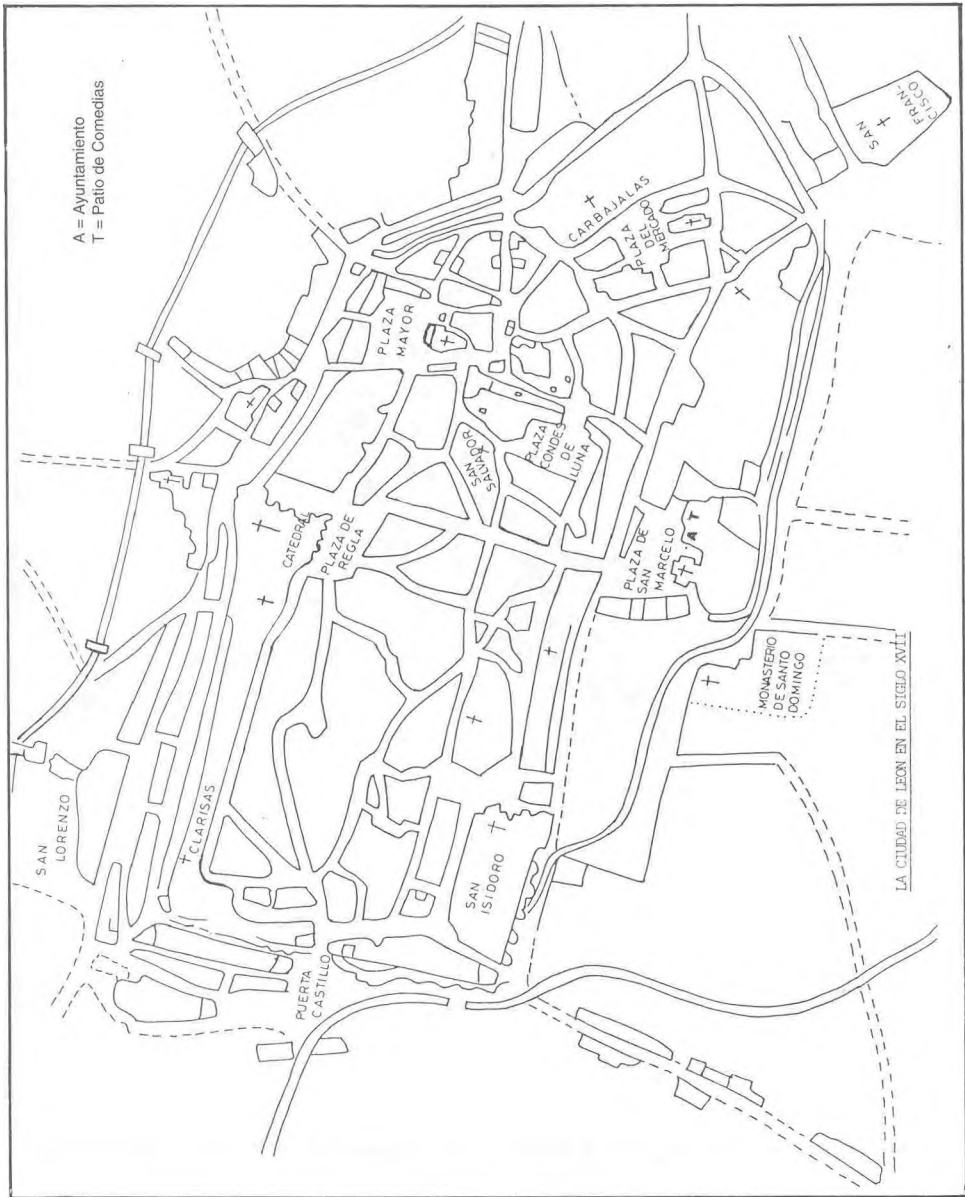 A = Ayuntamiento
T = Patio de Comedias
SAN
LORENZO
CLARISAS
PUERTA
CASTILLO
SAN
ISIDORO
CATEDRAL
PLAZA DE
REGLA
PLAZA
MAYOR
SAN
SALVADOR
PLAZA
CONDES
DE
LUNA
CARBAJALAS
PLAZA
DEL
MERCADO
SAN
FRAN-
CISCO
PLAZA DE
SAN
MARCELO
A T
MONASTERIO
DE SANTO
DOMINGO
LA CIUDAD DE LEON EN EL SIGLO XVII